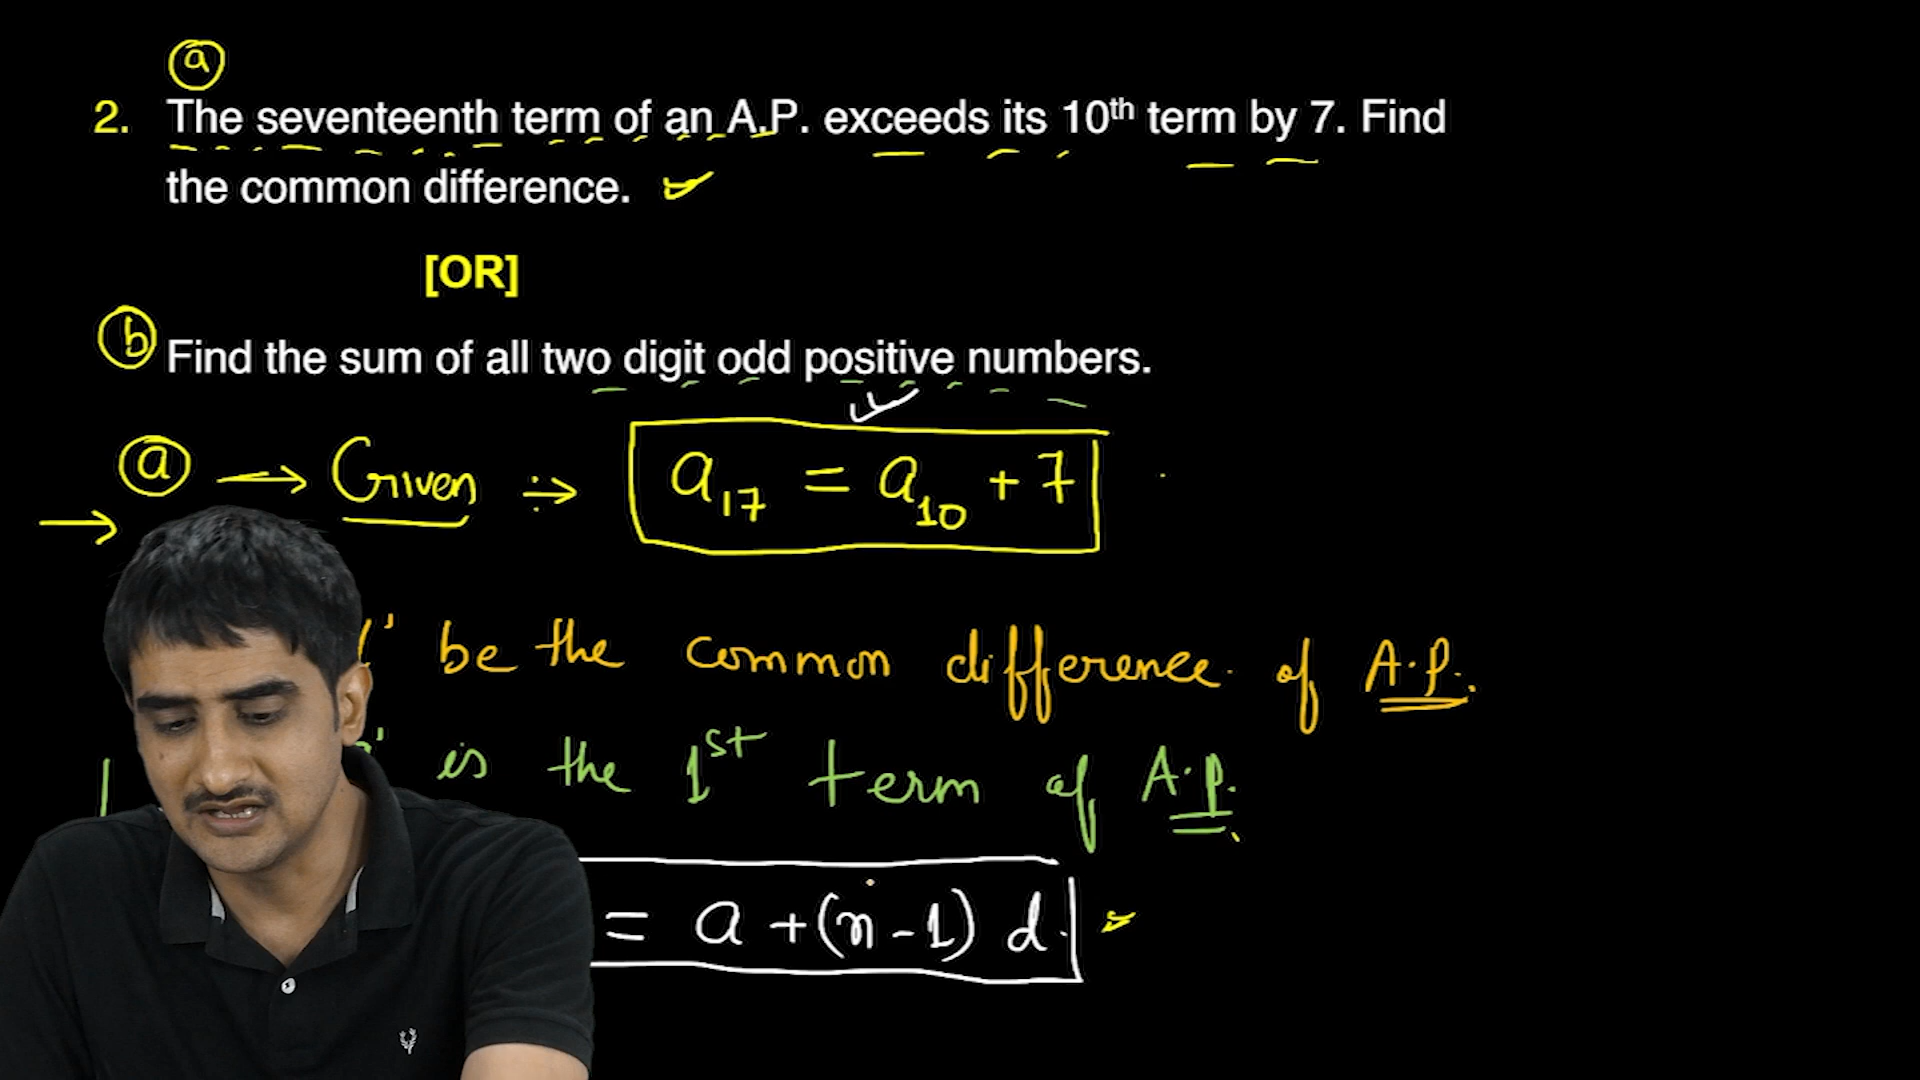 ⓐ
2. The seventeenth term of an A.P. exceeds its 10th term by 7. Find
the common difference.
[OR]
ⓑ Find the sum of all two digit odd positive numbers.
ⓐ → Given ÷> a₁₇ = a₁₀ + 7
→
' be the common difference. of A.P.
' is the 1st term of A.P.
= a + (n-1) d.